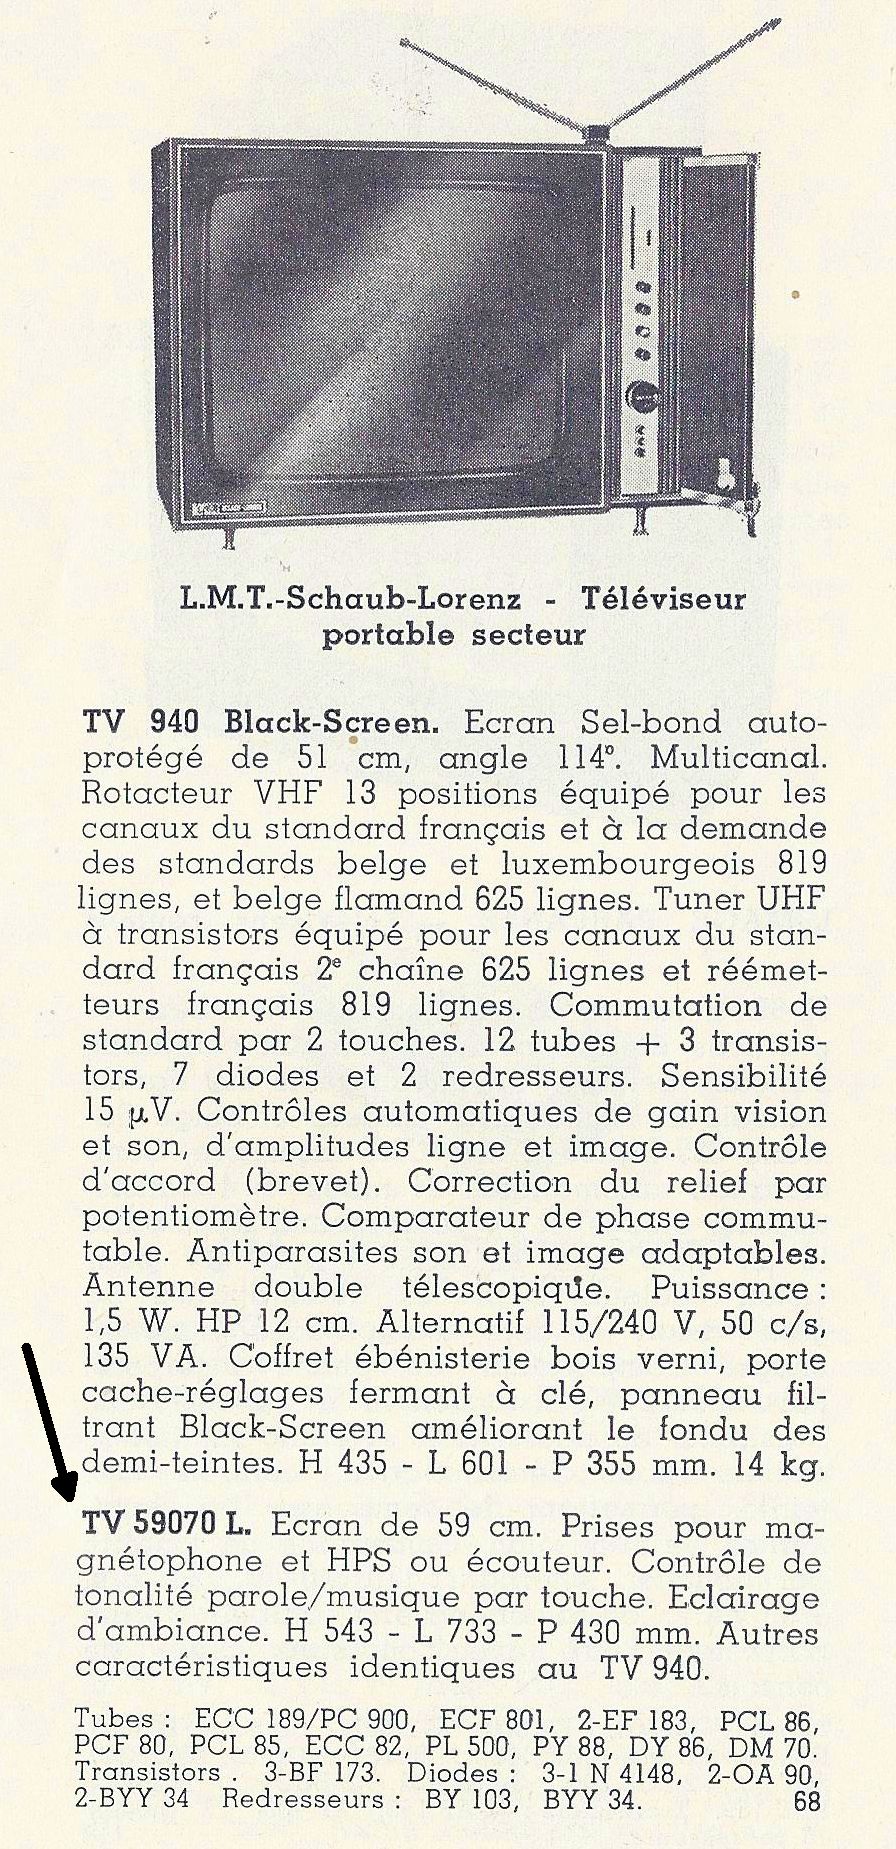 L.M.T.-Schaub-Lorenz - Téléviseur
portable secteur
TV 940 Black-Screen. Ecran Sel-bond auto-
protégé de 51 cm, angle 114°. Multicanal.
Rotacteur VHF 13 positions équipé pour les
canaux du standard français et à la demande
des standards belge et luxembourgeois 819
lignes, et belge flamand 625 lignes. Tuner UHF
à transistors équipé pour les canaux du stan-
dard français 2e chaîne 625 lignes et réémet-
teurs français 819 lignes. Commutation de
standard par 2 touches. 12 tubes + 3 transis-
tors, 7 diodes et 2 redresseurs. Sensibilité
15 µV. Contrôles automatiques de gain vision
et son, d'amplitudes ligne et image. Contrôle
d'accord (brevet). Correction du relief par
potentiomètre. Comparateur de phase commu-
table. Antiparasites son et image adaptables.
Antenne double télescopique. Puissance :
1,5 W. HP 12 cm. Alternatif 115/240 V, 50 c/s,
135 VA. Coffret ébénisterie bois verni, porte
cache-réglages fermant à clé, panneau fil-
trant Black-Screen améliorant le fondu des
demi-teintes. H 435 - L 601 - P 355 mm. 14 kg.
TV 59070 L. Ecran de 59 cm. Prises pour ma-
gnétophone et HPS ou écouteur. Contrôle de
tonalité parole/musique par touche. Eclairage
d'ambiance. H 543 - L 733 - P 430 mm. Autres
caractéristiques identiques au TV 940.
Tubes : ECC 189/PC 900, ECF 801, 2-EF 183, PCL 86,
PCF 80, PCL 85, ECC 82, PL 500, PY 88, DY 86, DM 70.
Transistors . 3-BF 173. Diodes : 3-1 N 4148, 2-OA 90,
2-BYY 34 Redresseurs : BY 103, BYY 34. 68